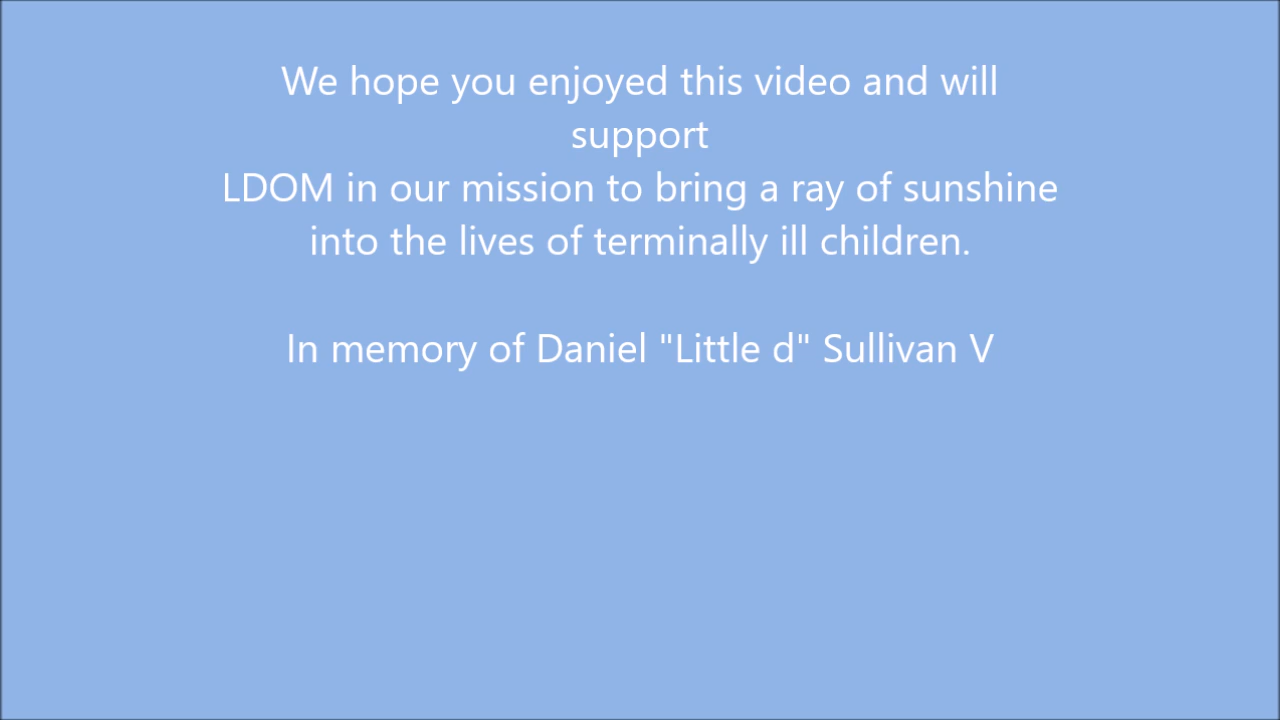 We hope you enjoyed this video and will
support
LDOM in our mission to bring a ray of sunshine
into the lives of terminally ill children.
In memory of Daniel "Little d" Sullivan V